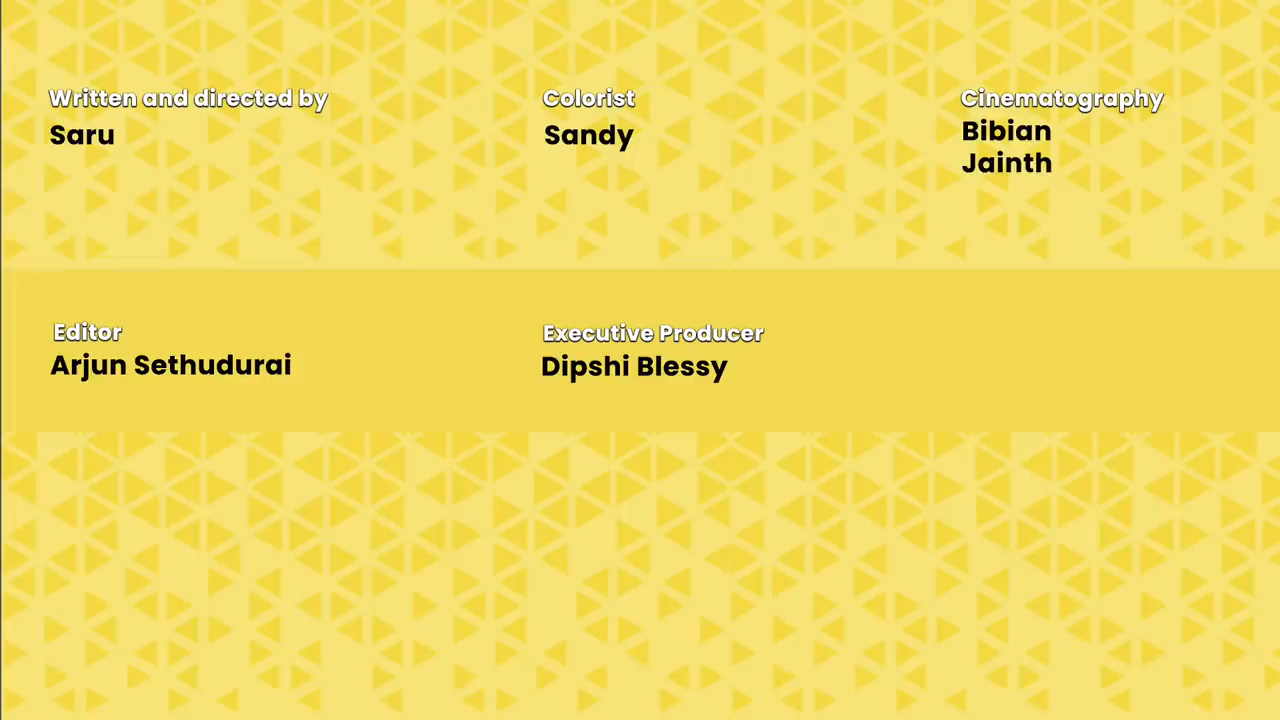 Written and directed by
Saru
Colorist
Sandy
Cinematography
Bibian
Jainth
Editor
Arjun Sethudurai
Executive Producer
Dipshi Blessy